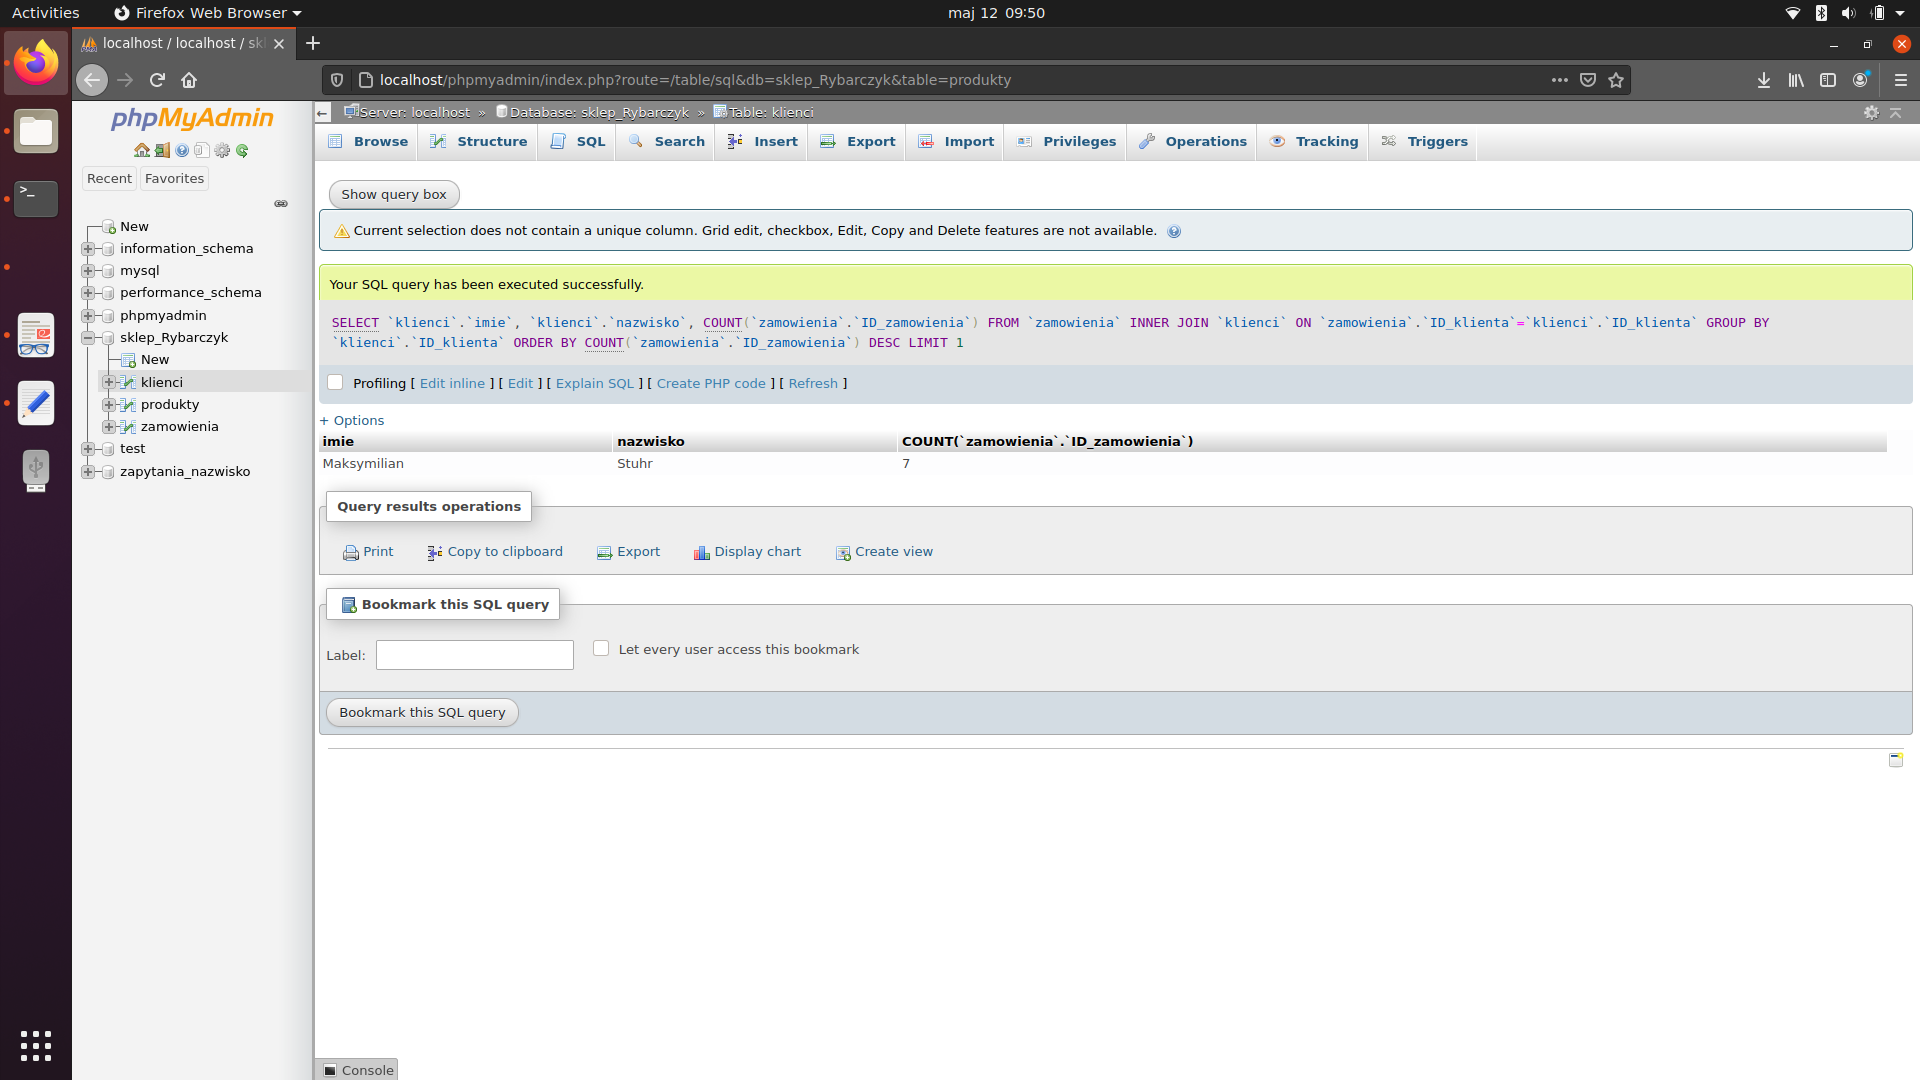 Activities
Firefox Web Browser
maj 12 09:50
localhost / localhost / skl
localhost/phpmyadmin/index.php?route=/table/sql&db=sklep_Rybarczyk&table=produkty
phpMyAdmin
Recent
Favorites
New
information_schema
mysql
performance_schema
phpmyadmin
sklep_Rybarczyk
New
klienci
produkty
zamowienia
test
zapytania_nazwisko
Server: localhost » Database: sklep_Rybarczyk » Table: klienci
Browse
Structure
SQL
Search
Insert
Export
Import
Privileges
Operations
Tracking
Triggers
Show query box
Current selection does not contain a unique column. Grid edit, checkbox, Edit, Copy and Delete features are not available.
Your SQL query has been executed successfully.
SELECT `klienci`.`imie`, `klienci`.`nazwisko`, COUNT(`zamowienia`.`ID_zamowienia`) FROM `zamowienia` INNER JOIN `klienci` ON `zamowienia`.`ID_klienta`=`klienci`.`ID_klienta` GROUP BY
`klienci`.`ID_klienta` ORDER BY COUNT(`zamowienia`.`ID_zamowienia`) DESC LIMIT 1
Profiling [ Edit inline ] [ Edit ] [ Explain SQL ] [ Create PHP code ] [ Refresh ]
+ Options
imie nazwisko COUNT(`zamowienia`.`ID_zamowienia`)
Maksymilian Stuhr 7
Query results operations
Print
Copy to clipboard
Export
Display chart
Create view
Bookmark this SQL query
Label:
Let every user access this bookmark
Bookmark this SQL query
Console